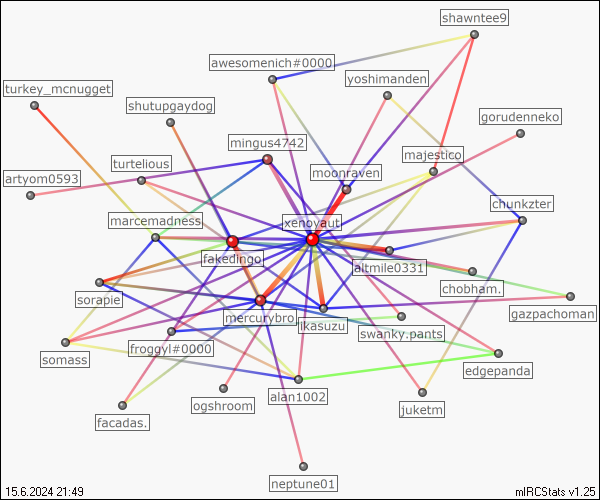 shawntee9
awesomenich#0000
yoshimanden
turkey_mcnugget
shutupgaydog
gorudenneko
mingus4742
majestico
turtelious
moonraven
artyom0593
chunkzter
marcemadness
xenoyaut
fakedingo
altmile0331
chobham.
sorapie
mercurybro
lkasuzu
gazpachoman
swanky.pants
somass
froggyl#0000
edgepanda
alan1002
ogshroom
juketm
facadas.
neptune01
15.6.2024 21:49
mIRCStats v1.25